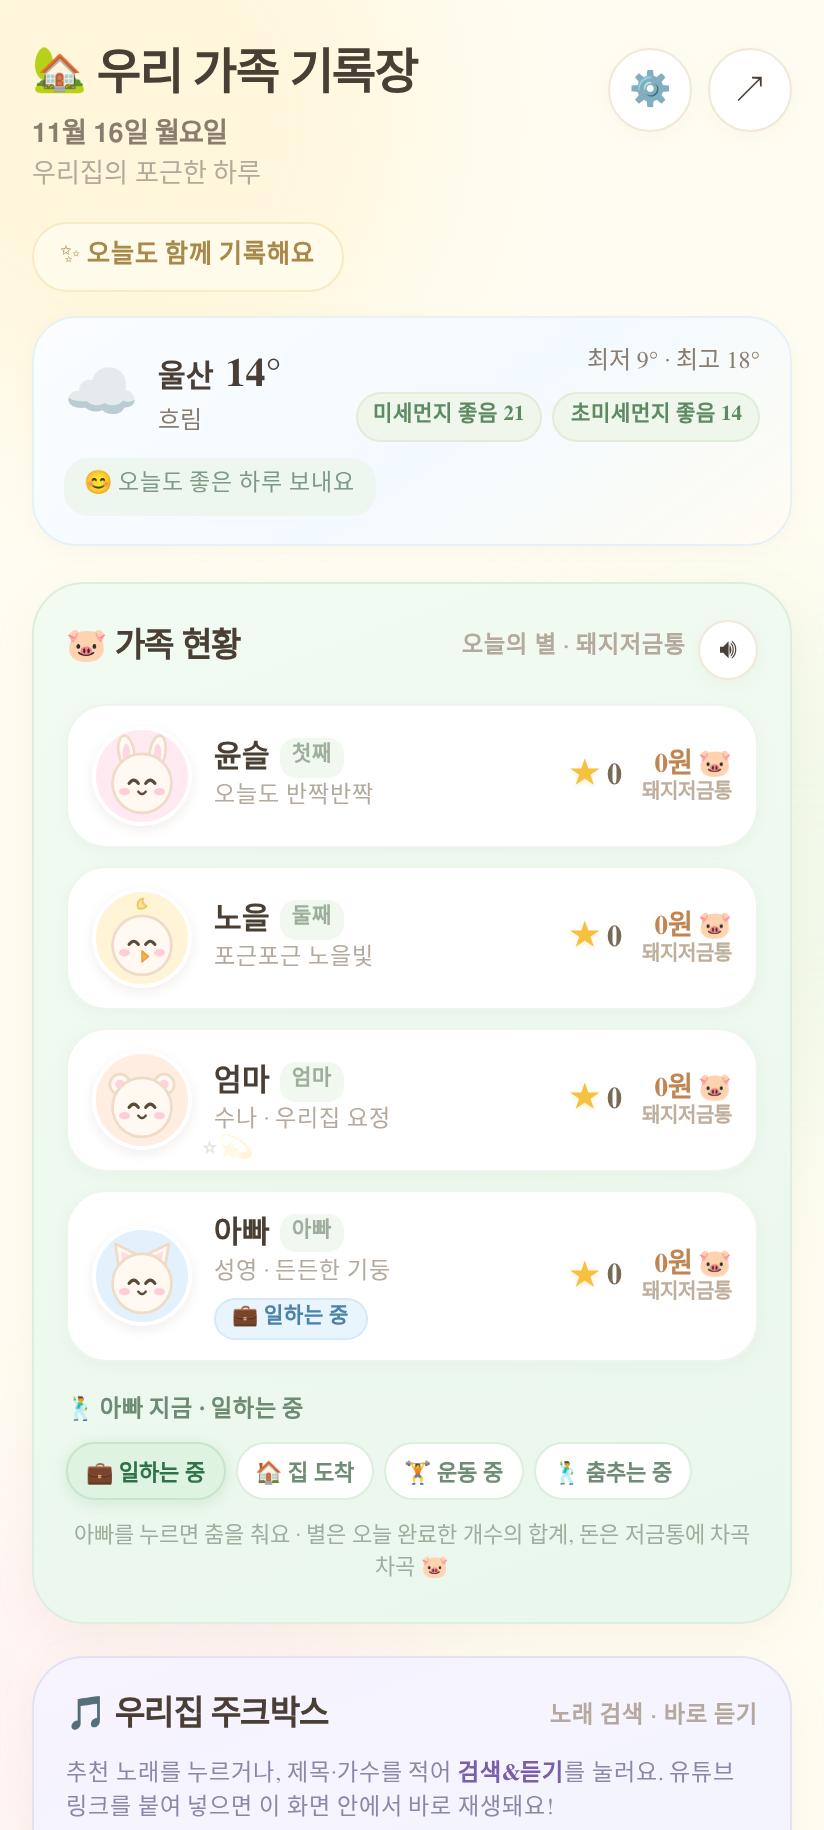 우리 가족 기록장
11월 16일 월요일
우리집의 포근한 하루
오늘도 함께 기록해요
울산 14°
흐림
최저 9° · 최고 18°
미세먼지 좋음 21
초미세먼지 좋음 14
오늘도 좋은 하루 보내요
가족 현황
오늘의 별 · 돼지저금통
윤슬 첫째
오늘도 반짝반짝
★ 0
0원
돼지저금통
노을 둘째
포근포근 노을빛
★ 0
0원
돼지저금통
엄마 엄마
수나 · 우리집 요정
★ 0
0원
돼지저금통
아빠 아빠
성영 · 든든한 기둥
일하는 중
★ 0
0원
돼지저금통
아빠 지금 · 일하는 중
일하는 중 집 도착 운동 중 춤추는 중
아빠를 누르면 춤을 춰요 · 별은 오늘 완료한 개수의 합계, 돈은 저금통에 차곡
차곡
우리집 주크박스
노래 검색 · 바로 듣기
추천 노래를 누르거나, 제목·가수를 적어 검색&듣기를 눌러요. 유튜브
링크를 붙여 넣으면 이 화면 안에서 바로 재생돼요!